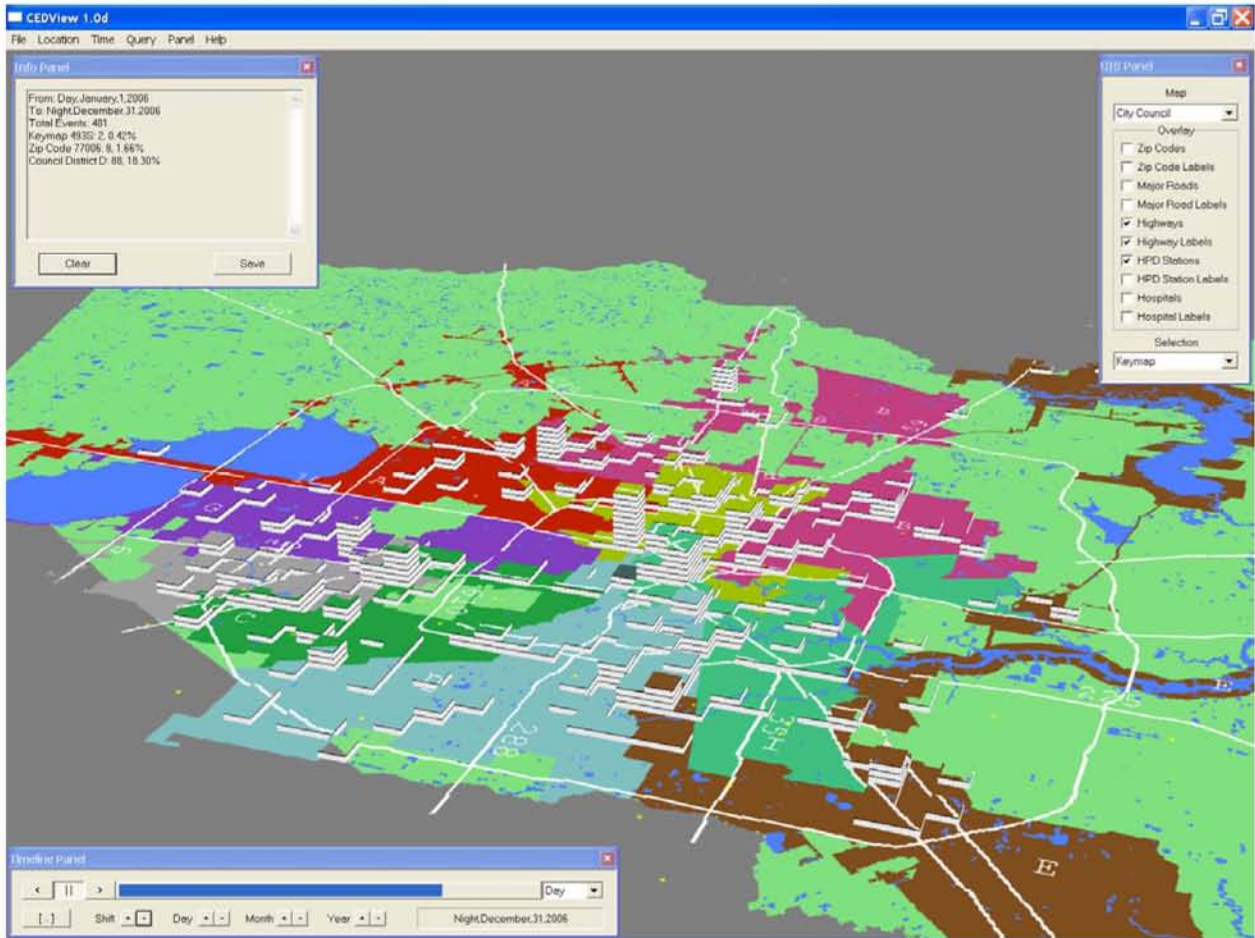 CEDView 1.0d
File Location Time Query Panel Help
Info Panel
From: Day,January,1,2006
To: Night,December,31,2006
Total Events: 481
Keymap 493S: 2, 0.42%
Zip Code 77006: 8, 1.66%
Council District D: 88, 18.30%
Clear Save
GIS Panel
Map
City Council
Overlay
Zip Codes
Zip Code Labels
Major Roads
Major Road Labels
Highways
Highway Labels
HPD Stations
HPD Station Labels
Hospitals
Hospital Labels
Selection
Keymap
A
G
B
B
C
D
E
E
288
35H
225
Timeline Panel
< || > Day
[..] Shift + - Day + - Month + - Year + - Night,December,31,2006